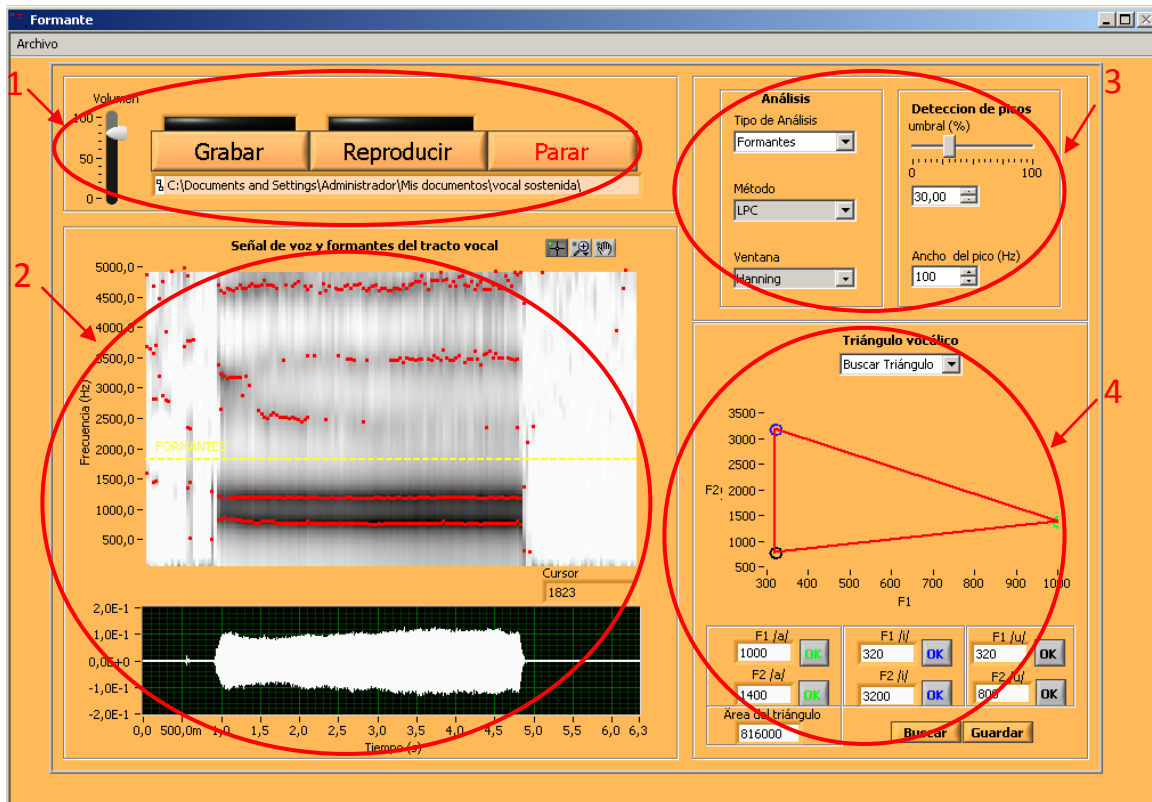 Formante
Archivo
1
Volumen
100
50
0
Grabar
Reproducir
Parar
C:\Documents and Settings\Administrador\Mis documentos\vocal sostenida\
2
Señal de voz y formantes del tracto vocal
Frecuencia (Hz)
5000,0
4500,0
4000,0
3500,0
3000,0
2500,0
2000,0
1500,0
1000,0
500,0
FORMANTES
Cursor
1823
2,0E-1
1,0E-1
0,0E+0
-1,0E-1
-2,0E-1
0,0 500,0m 1,0 1,5 2,0 2,5 3,0 3,5 4,0 4,5 5,0 5,5 6,0 6,3
Tiempo (s)
3
Análisis
Tipo de Análisis
Formantes
Método
LPC
Ventana
Hanning
Deteccion de picos
umbral (%)
0 100
30,00
Ancho del pico (Hz)
100
4
Triángulo vocálico
Buscar Triángulo
3500
3000
2500
2000
1500
1000
500
F2
300 400 500 600 700 800 900 1000
F1
F1 /a/
1000 OK
F2 /a/
1400 OK
F1 /i/
320 OK
F2 /i/
3200 OK
F1 /u/
320 OK
F2 /u/
800 OK
Área del triángulo
816000
Buscar Guardar